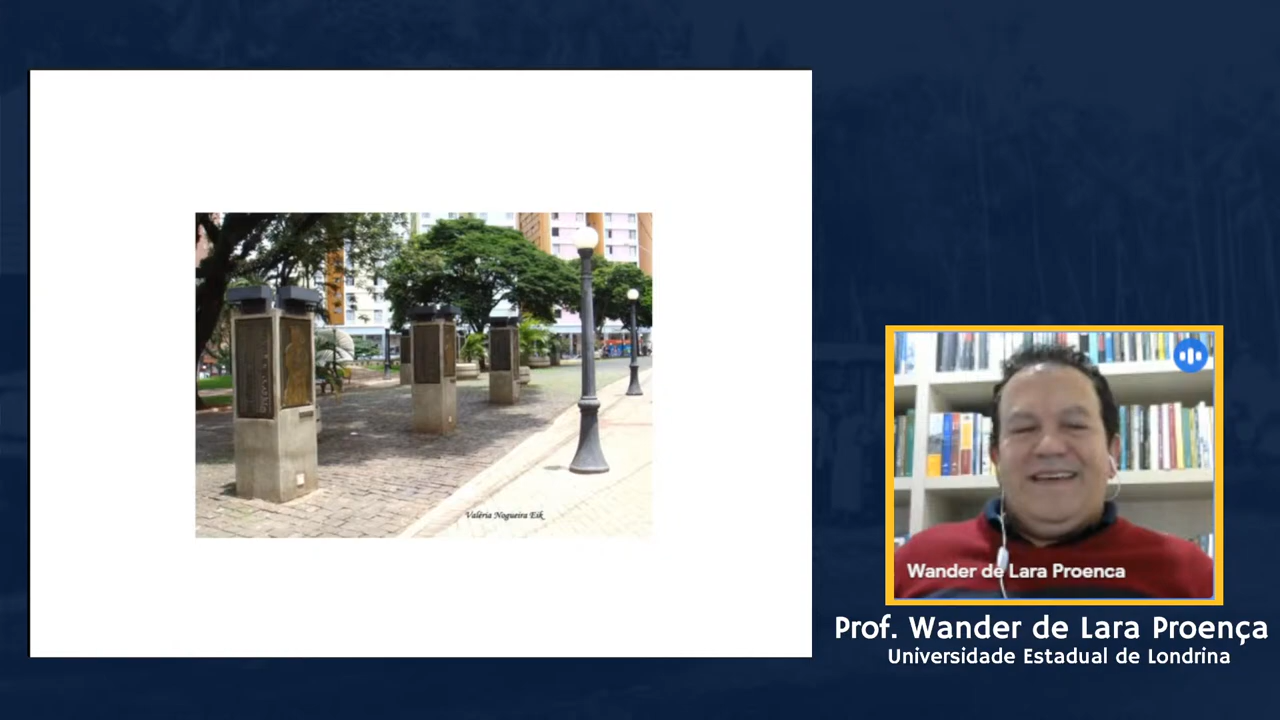 Valéria Nogueira Eik
Wander de Lara Proenca
Prof. Wander de Lara Proença
Universidade Estadual de Londrina